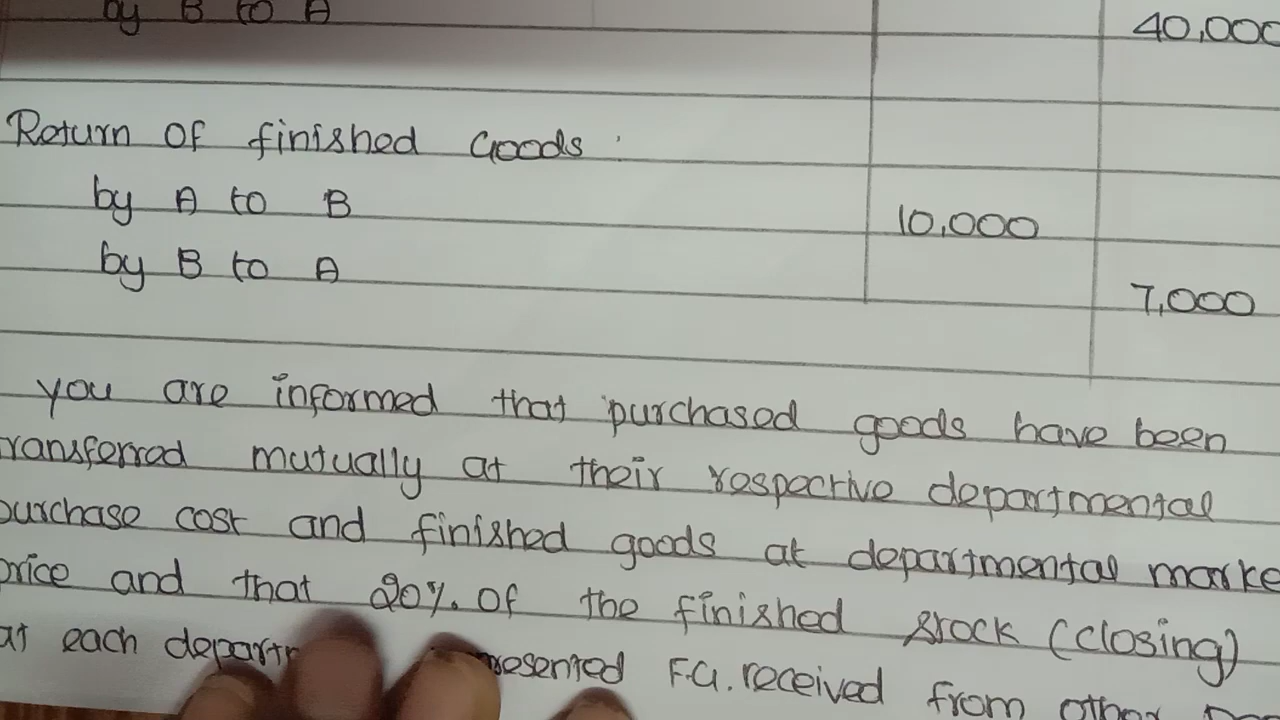 by B to A 40,000
Return of finished Goods :
by A to B 10,000
by B to A 7,000
you are informed that purchased goods have been
transferred mutually at their respective departmental
purchase cost and finished goods at departmental marke
price and that 20% of the finished stock (closing)
at each F.G. received from other